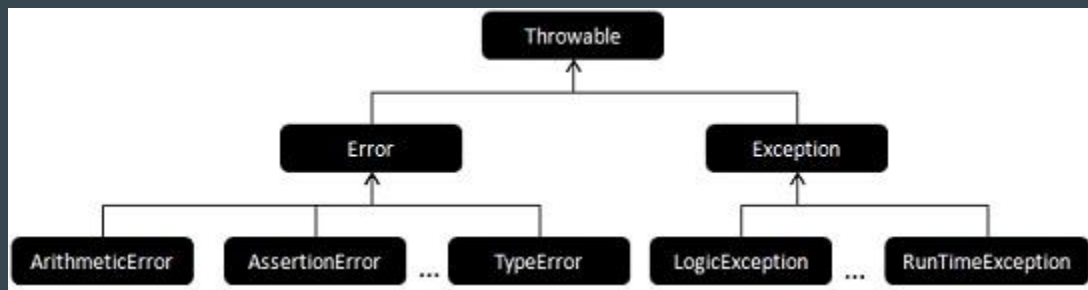 Throwable
Error
Exception
ArithmeticError
AssertionError
...
TypeError
LogicException
...
RunTimeException